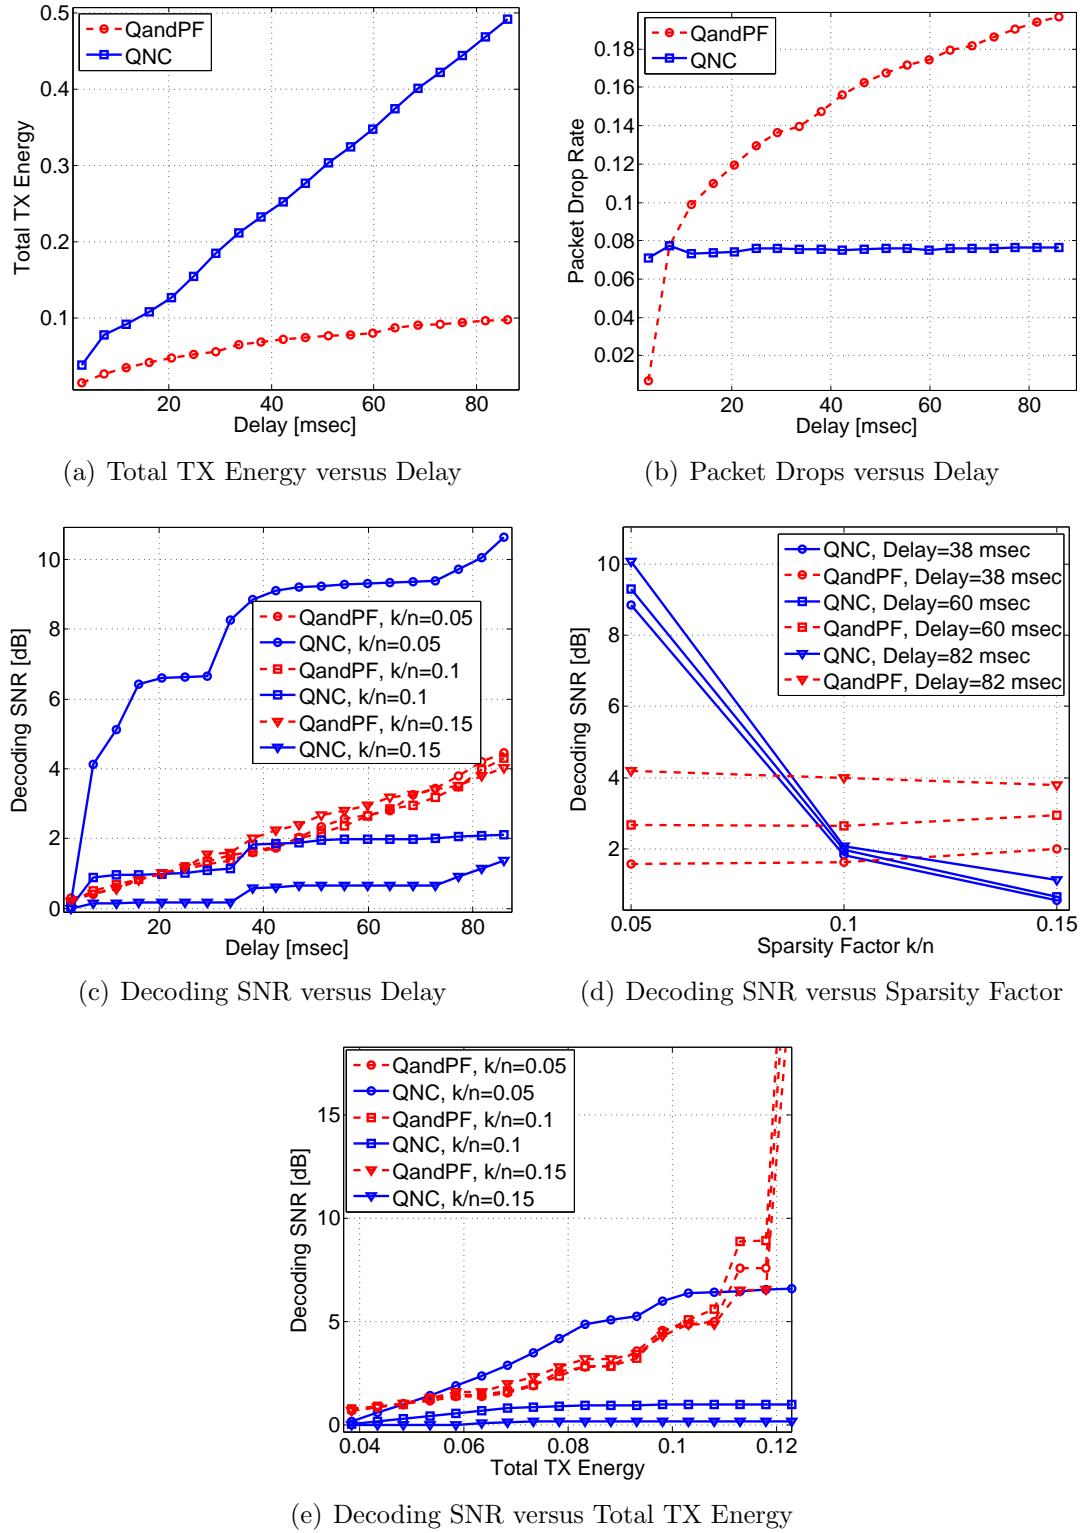 QandPF
QNC
Total TX Energy
0.5
0.4
0.3
0.2
0.1
20
40
60
80
Delay [msec]
(a) Total TX Energy versus Delay
QandPF
QNC
Packet Drop Rate
0.18
0.16
0.14
0.12
0.1
0.08
0.06
0.04
0.02
20
40
60
80
Delay [msec]
(b) Packet Drops versus Delay
Decoding SNR [dB]
10
8
6
4
2
0
QandPF, k/n=0.05
QNC, k/n=0.05
QandPF, k/n=0.1
QNC, k/n=0.1
QandPF, k/n=0.15
QNC, k/n=0.15
20
40
60
80
Delay [msec]
(c) Decoding SNR versus Delay
Decoding SNR [dB]
10
8
6
4
2
0
QNC, Delay=38 msec
QandPF, Delay=38 msec
QNC, Delay=60 msec
QandPF, Delay=60 msec
QNC, Delay=82 msec
QandPF, Delay=82 msec
0.05
0.1
0.15
Sparsity Factor k/n
(d) Decoding SNR versus Sparsity Factor
Decoding SNR [dB]
15
10
5
0
QandPF, k/n=0.05
QNC, k/n=0.05
QandPF, k/n=0.1
QNC, k/n=0.1
QandPF, k/n=0.15
QNC, k/n=0.15
0.04
0.06
0.08
0.1
0.12
Total TX Energy
(e) Decoding SNR versus Total TX Energy